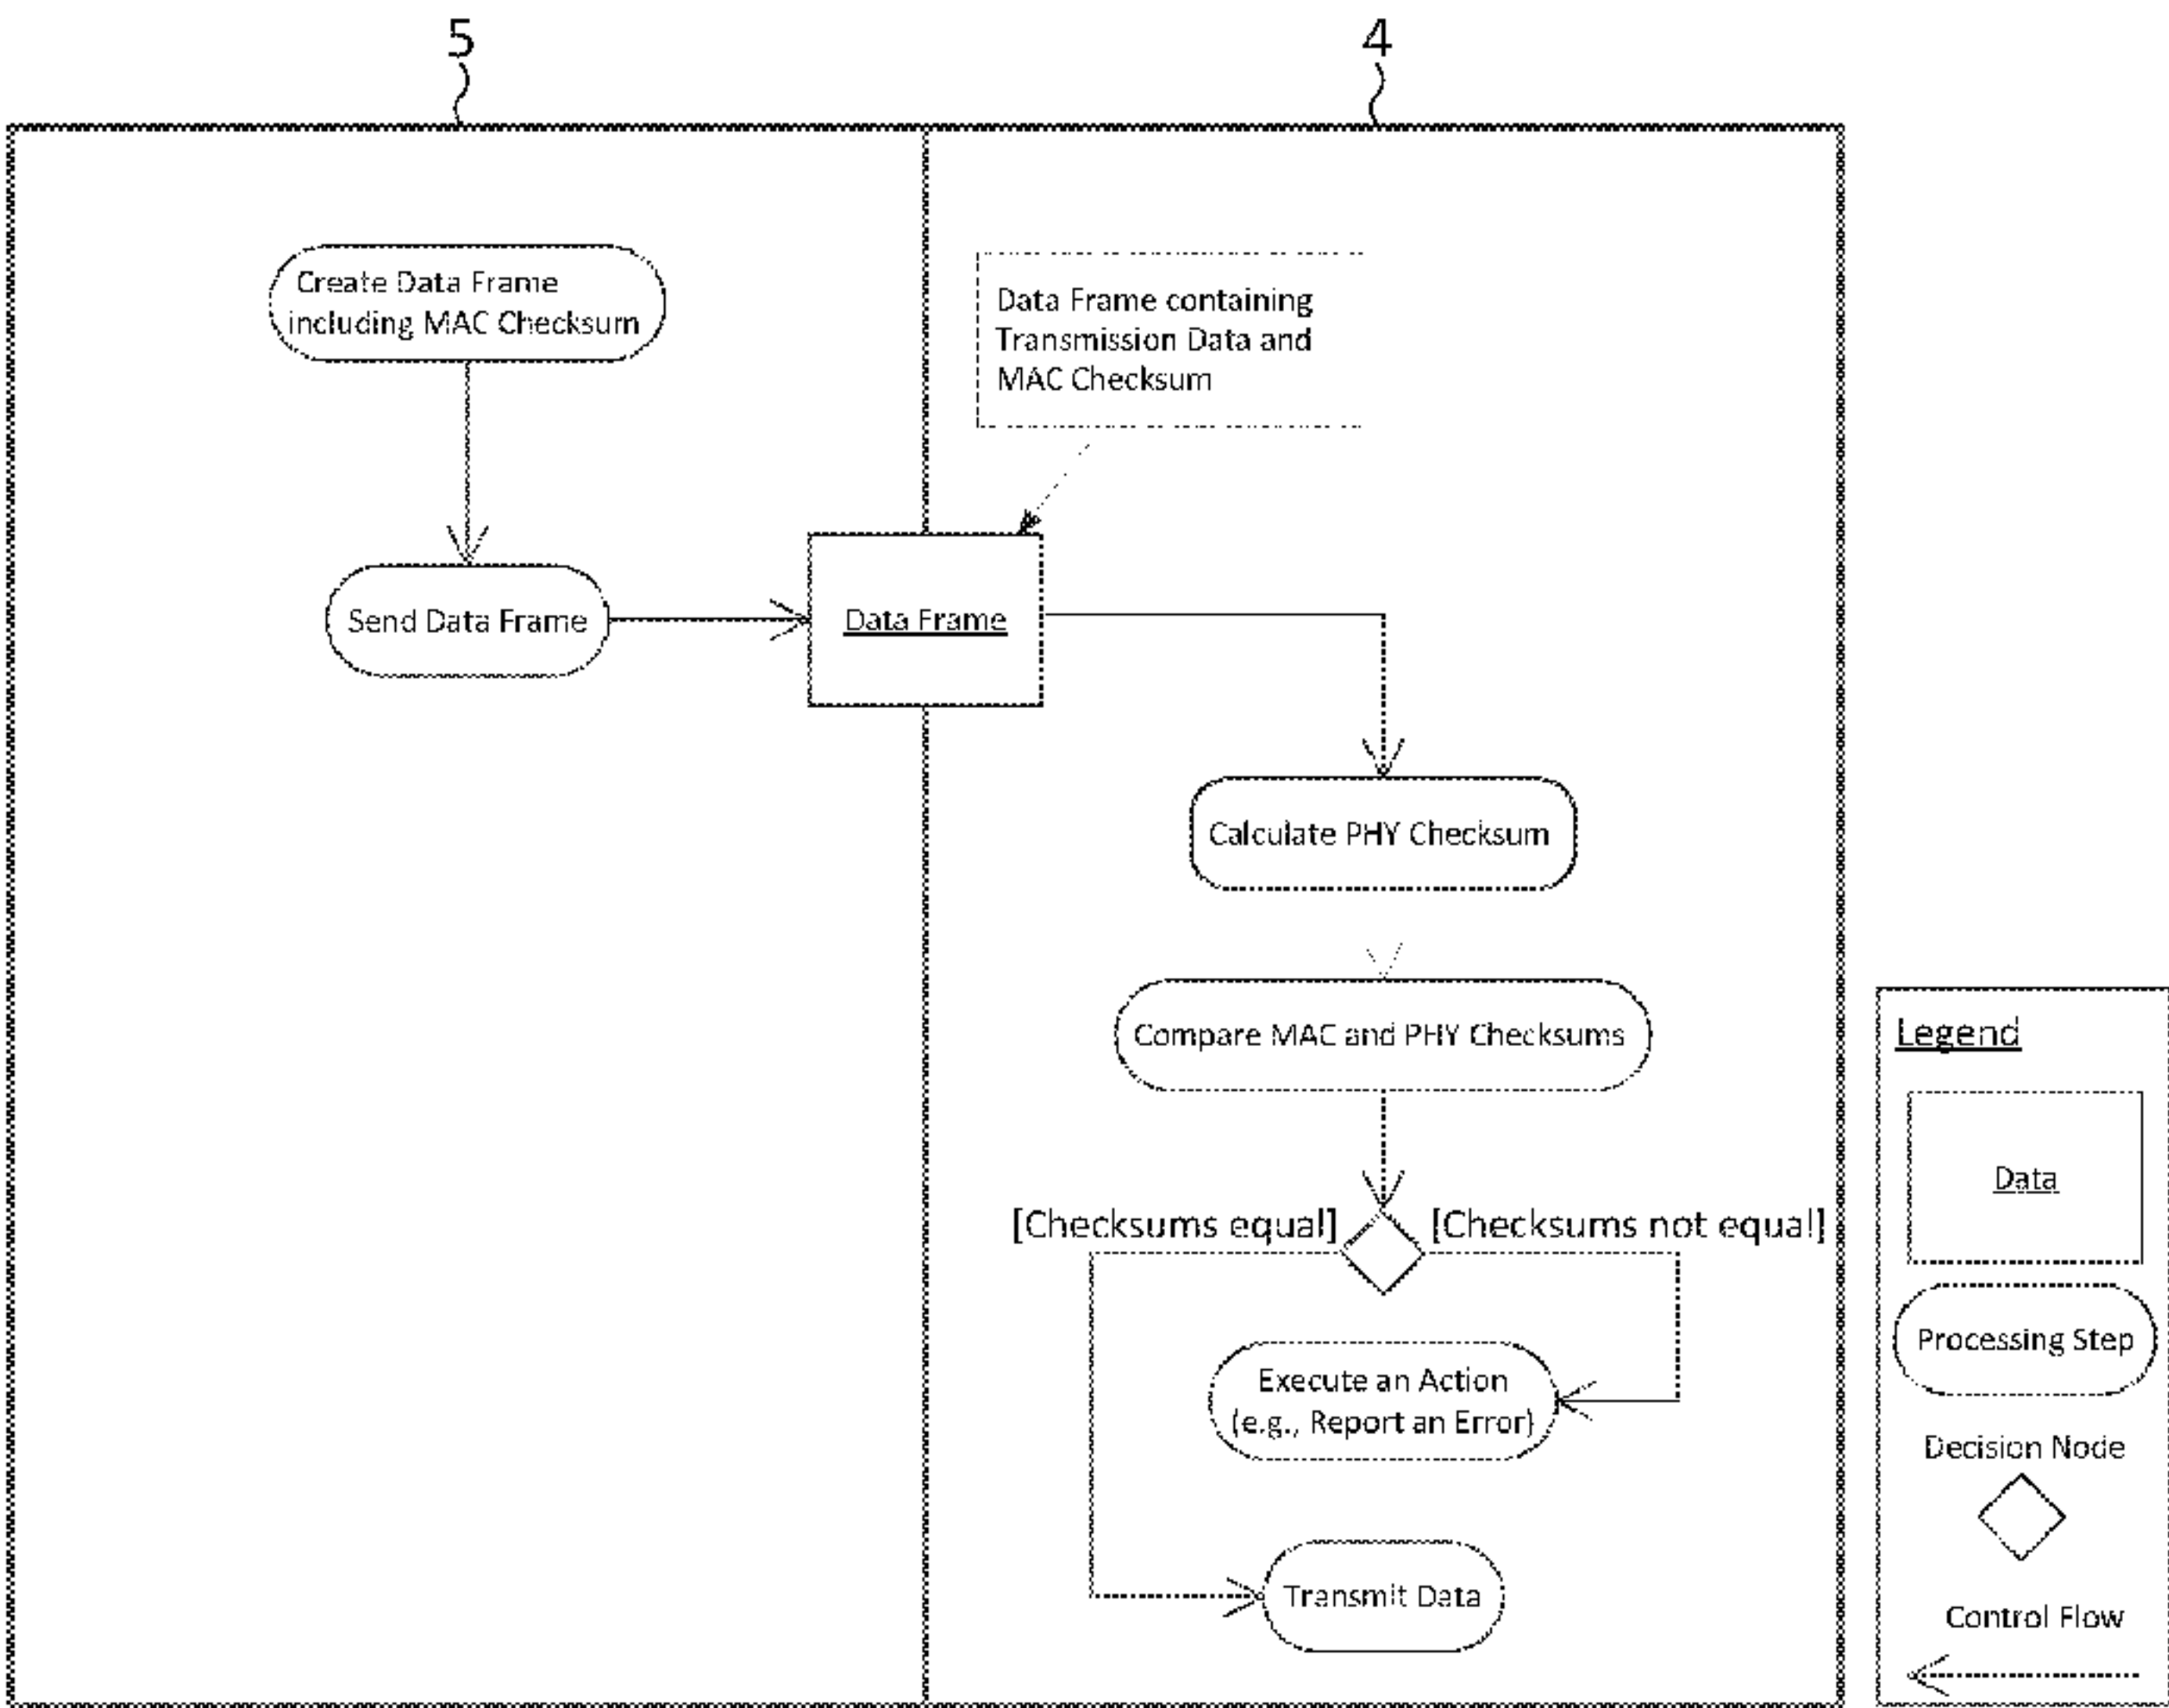 5
4
Create Data Frame
including MAC Checksum
Data Frame containing
Transmission Data and
MAC Checksum
Send Data Frame
Data Frame
Calculate PHY Checksum
Compare MAC and PHY Checksums
[Checksums equal]
[Checksums not equal]
Execute an Action
(e.g., Report an Error)
Transmit Data
Legend
Data
Processing Step
Decision Node
Control Flow